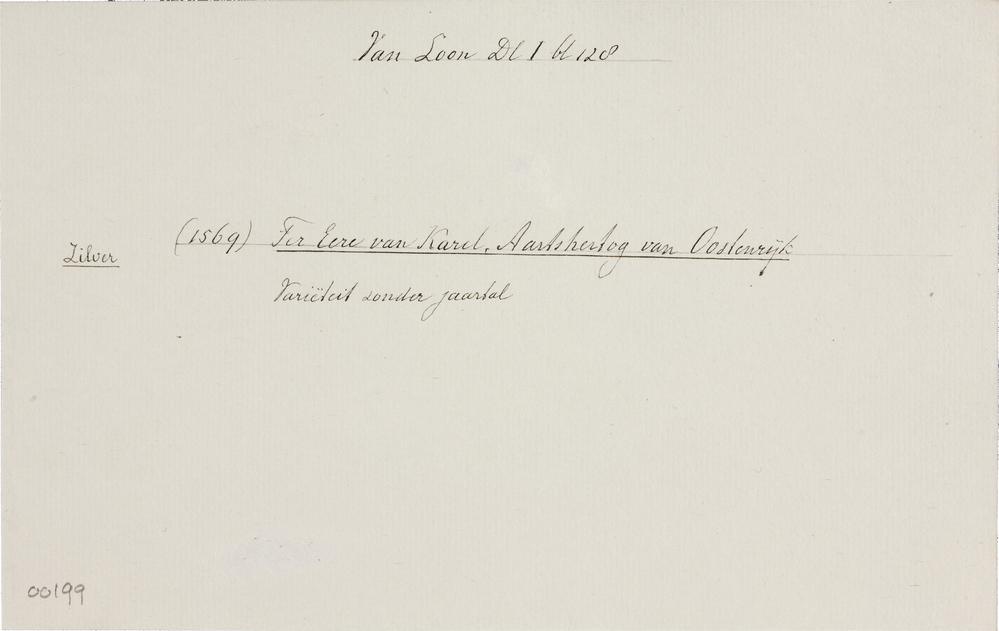 Van Loon Dl I bl 128
(1569) Ter Eere van Karel, Aartshertog van Oostenrijk
Zilver
Variëteit zonder jaartal
00199